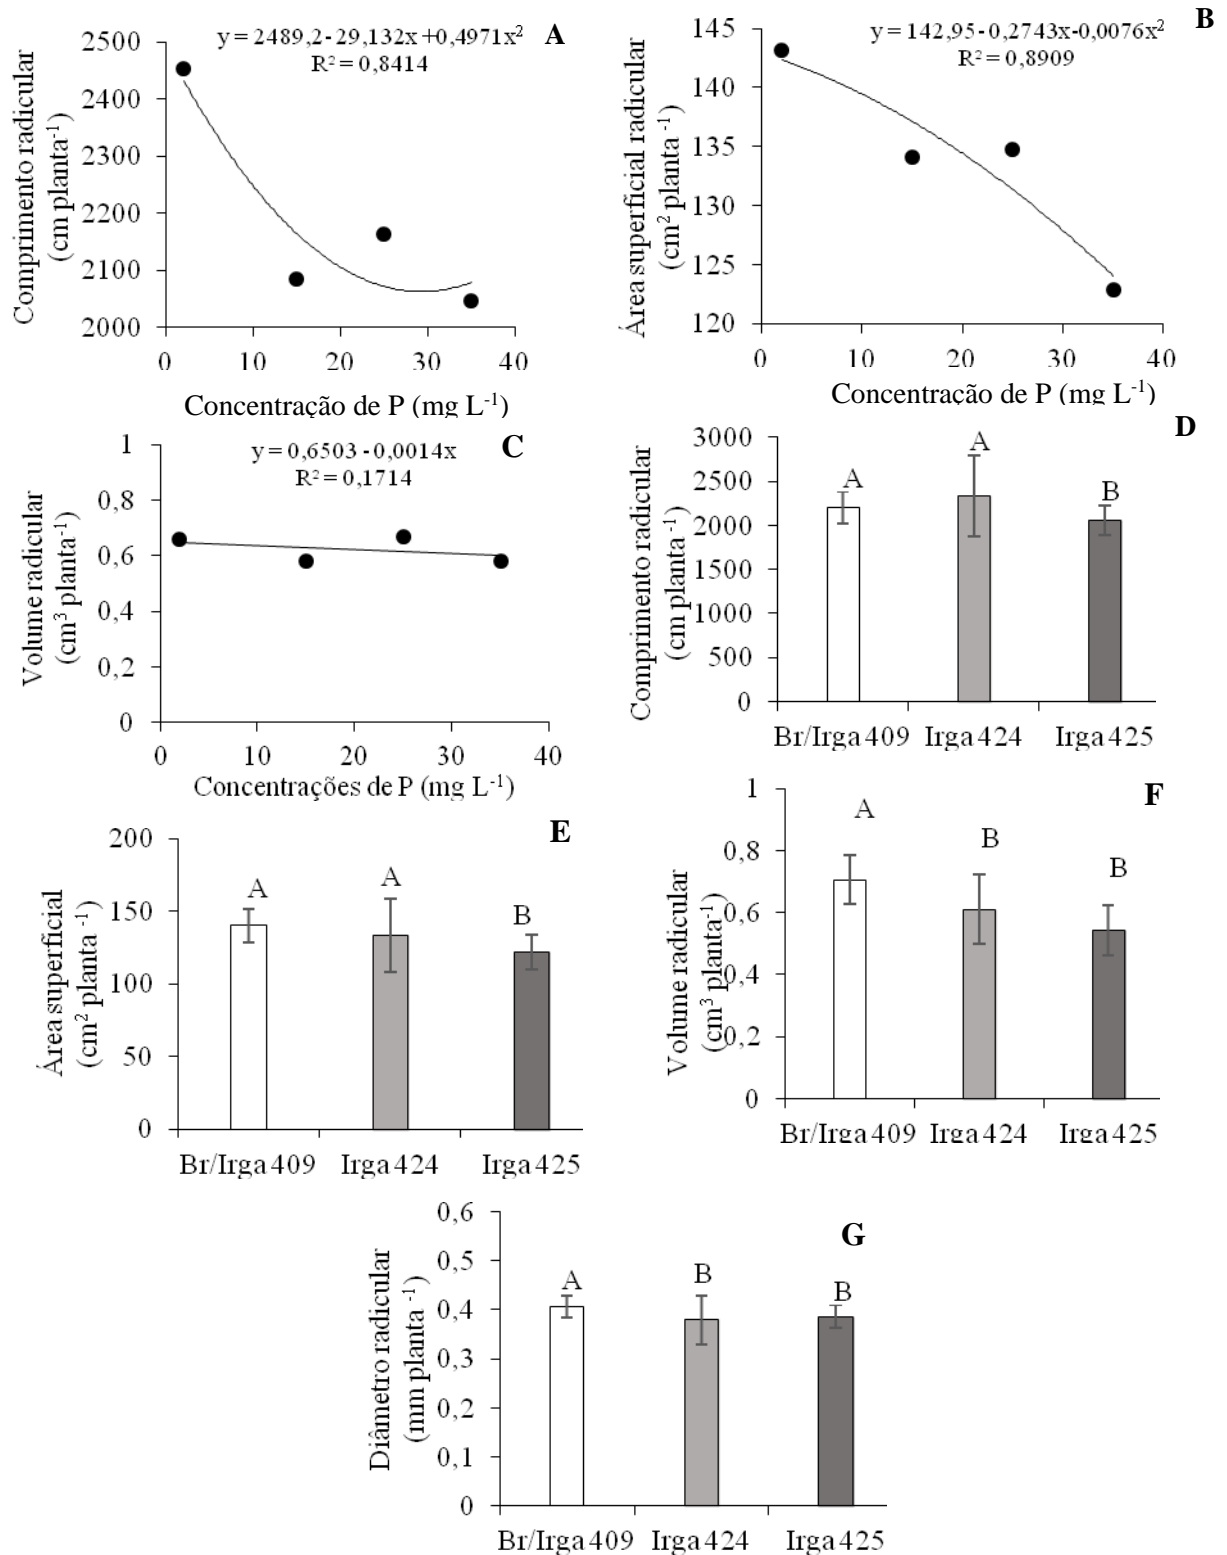 A
y = 2489,2 - 29,132x + 0,4971x²
R² = 0,8414
Comprimento radicular
(cm planta⁻¹)
2500
2400
2300
2200
2100
2000
0 10 20 30 40
Concentração de P (mg L⁻¹)
B
y = 142,95 - 0,2743x - 0,0076x²
R² = 0,8909
Área superficial radicular
(cm² planta⁻¹)
145
140
135
130
125
120
0 10 20 30 40
Concentração de P (mg L⁻¹)
C
y = 0,6503 - 0,0014x
R² = 0,1714
Volume radicular
(cm³ planta⁻¹)
1
0,8
0,6
0,4
0,2
0
0 10 20 30 40
Concentrações de P (mg L⁻¹)
D
Comprimento radicular
(cm planta⁻¹)
3000
2500
2000
1500
1000
500
0
A A B
Br/Irga 409 Irga 424 Irga 425
E
Área superficial
(cm² planta⁻¹)
200
150
100
50
0
A A B
Br/Irga 409 Irga 424 Irga 425
F
Volume radicular
(cm³ planta⁻¹)
1
0,8
0,6
0,4
0,2
0
A B B
Br/Irga 409 Irga 424 Irga 425
G
Diâmetro radicular
(mm planta⁻¹)
0,6
0,5
0,4
0,3
0,2
0,1
0
A B B
Br/Irga 409 Irga 424 Irga 425